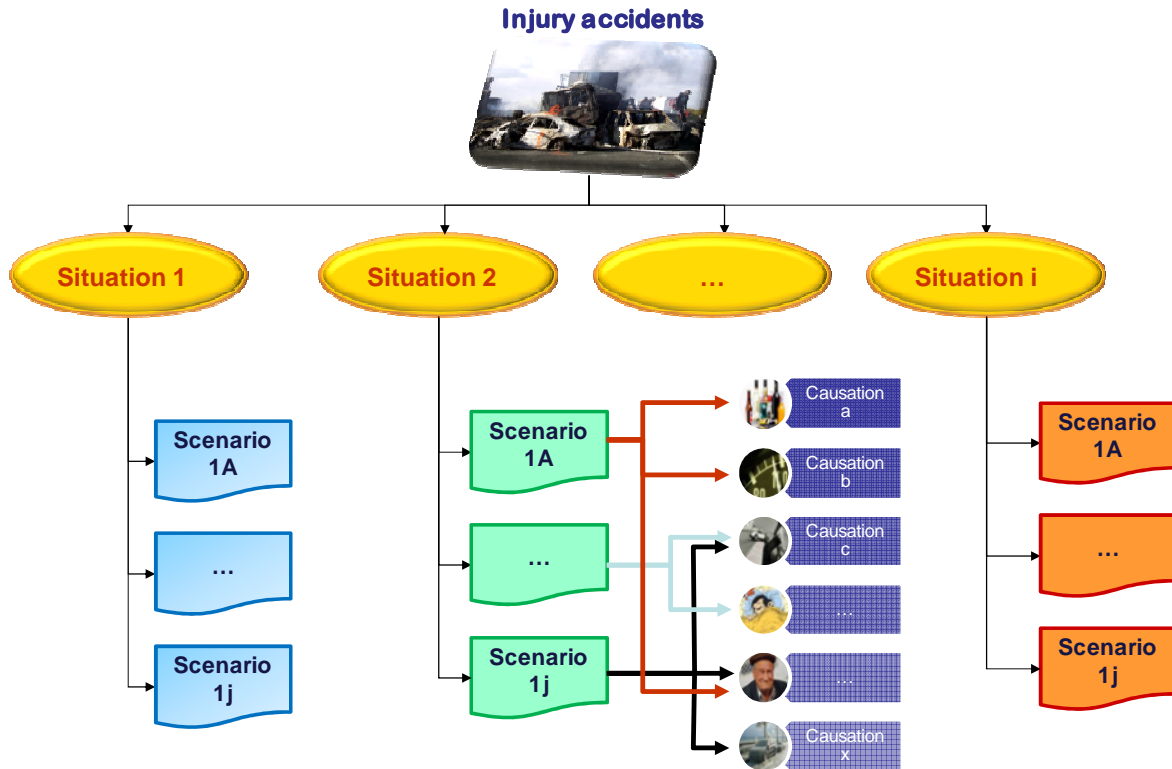 Injury accidents
Situation 1
Situation 2
...
Situation i
Scenario
1A
...
Scenario
1j
Scenario
1A
...
Scenario
1j
Causation
a
Causation
b
Causation
c
...
...
Causation
x
Scenario
1A
...
Scenario
1j